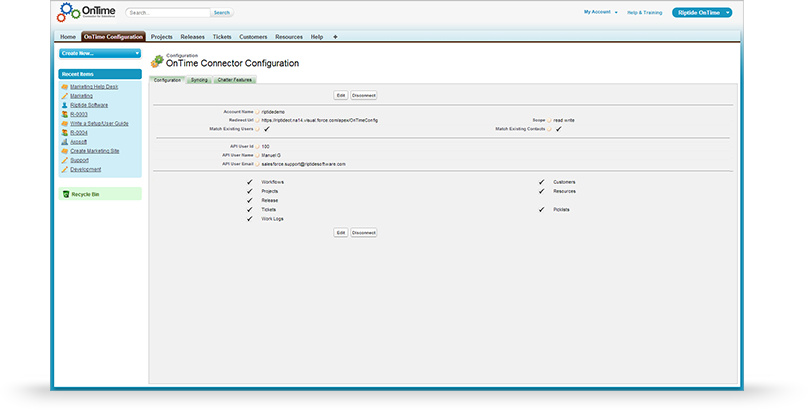 OnTime
Search... Search
My Account Help & Training Riptide OnTime
Home OnTime Configuration Projects Releases Tickets Customers Resources Help +
Create New...
Recent Items
Marketing Help Desk
Marketing
Riptide Software
R-0003
Write a Setup/User Guide
R-0004
Axosoft
Create Marketing Site
Support
Development
Recycle Bin
Configuration
OnTime Connector Configuration
Configuration Syncing Chatter Features
Edit Disconnect
Account Name riptidedemo
Redirect Url https://riptideot.na14.visual.force.com/apex/OnTimeConfig Scope read write
Match Existing Users Match Existing Contacts
API User Id 100
API User Name Manuel G
API User Email salesforce.support@riptidesoftware.com
Workflows Customers
Projects Resources
Release
Tickets Picklists
Work Logs
Edit Disconnect